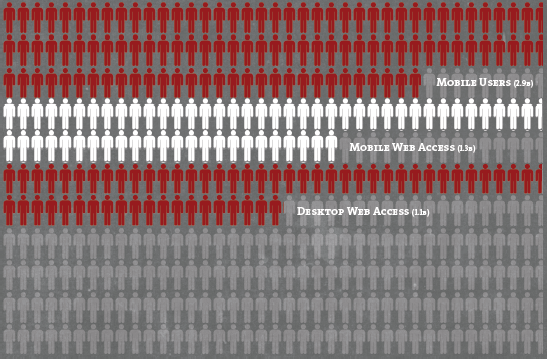 Mobile Users (2.9b)
Mobile Web Access (1.3b)
Desktop Web Access (1.1b)